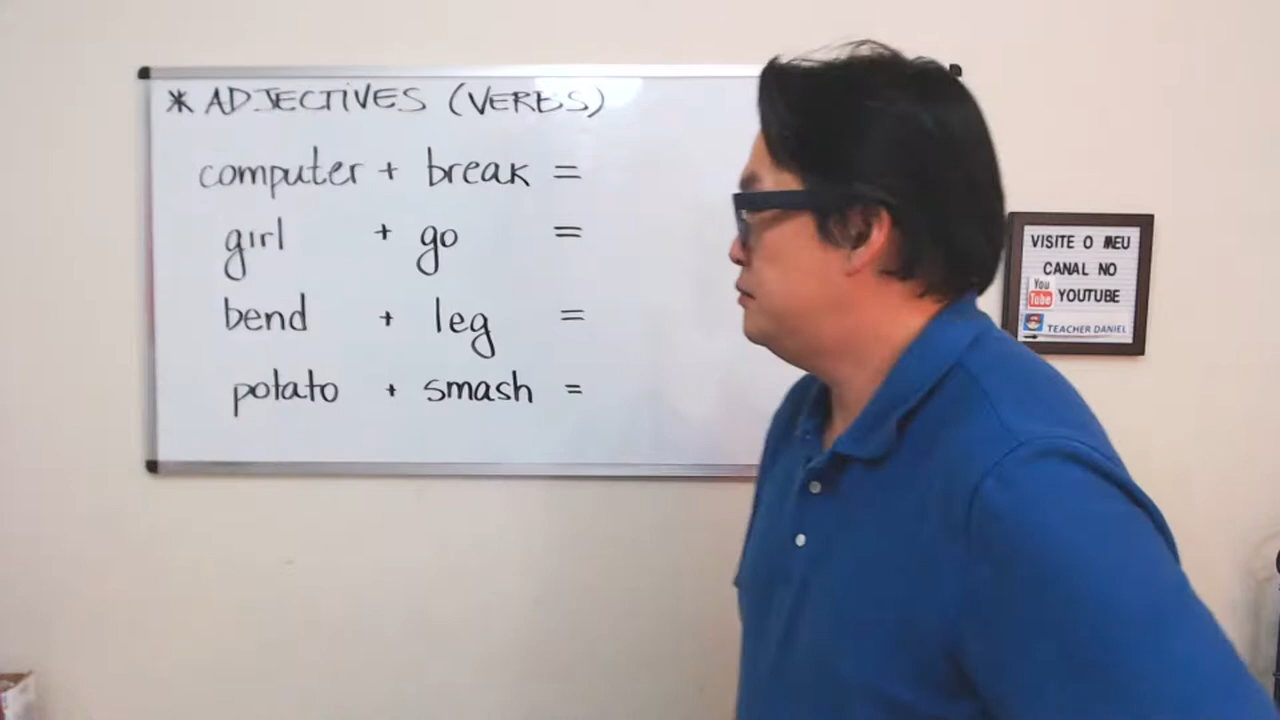 * ADJECTIVES (VERBS)
computer + break =
girl + go =
bend + leg =
potato + smash =
VISITE O MEU
CANAL NO
YouTube YOUTUBE
TEACHER DANIEL